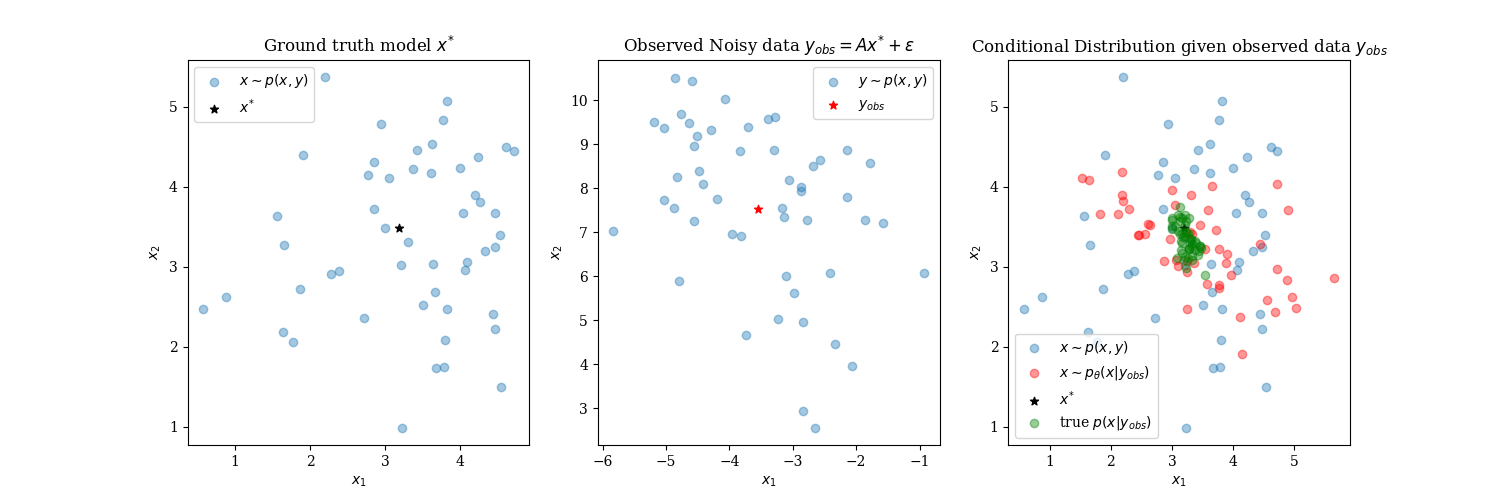 Ground truth model x*
x ~ p(x, y)
x*
5
4
3
2
1
x₂
1 2 3 4
x₁
Observed Noisy data y_obs = Ax* + ε
y ~ p(x, y)
y_obs
10
9
8
7
6
5
4
3
x₂
−6 −5 −4 −3 −2 −1
x₁
Conditional Distribution given observed data y_obs
5
4
3
2
1
x₂
x ~ p(x, y)
x ~ p_θ(x|y_obs)
x*
true p(x|y_obs)
1 2 3 4 5
x₁